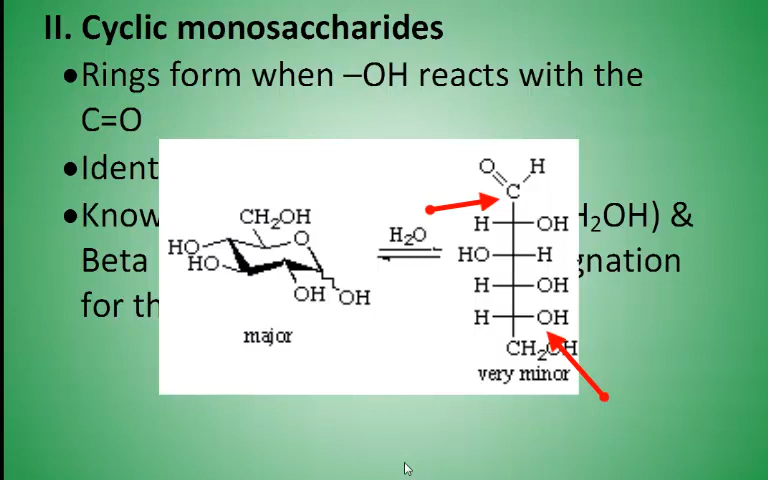 II. Cyclic monosaccharides
•Rings form when –OH reacts with the
C=O
•Ident
•Know H₂OH) &
Beta gnation
for th
O H
C
H OH
HO H
H OH
H OH
CH₂OH
very minor
H₂O
CH₂OH
O
HO
HO
OH OH
major